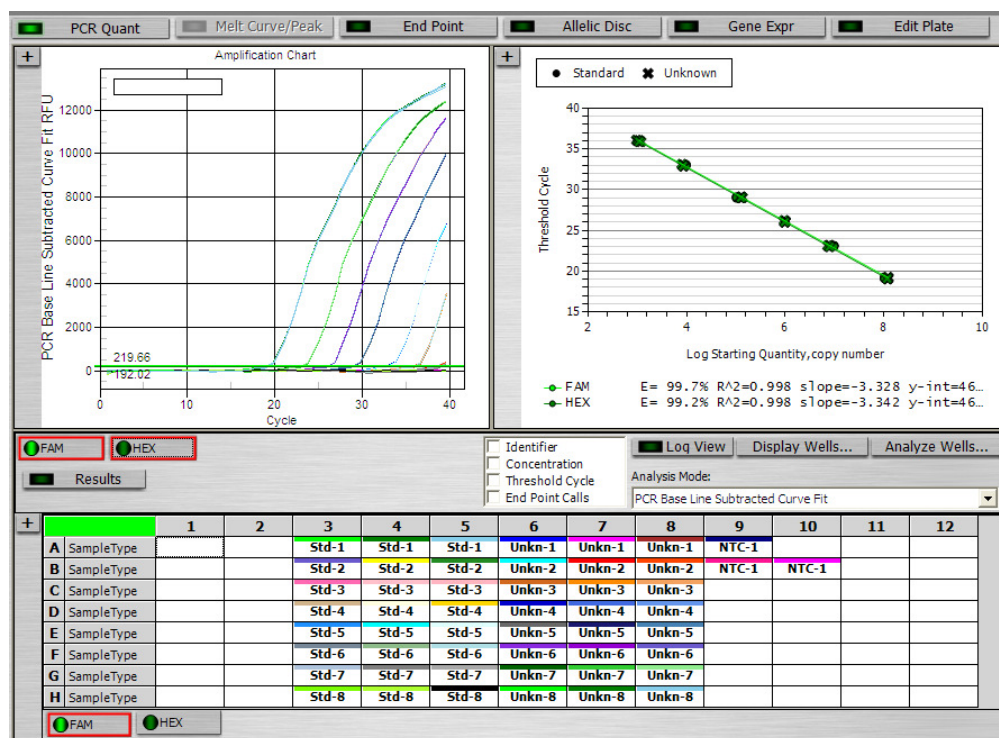 PCR Quant Melt Curve/Peak End Point Allelic Disc Gene Expr Edit Plate
+ Amplification Chart
PCR Base Line Subtracted Curve Fit RFU
12000
10000
8000
6000
4000
2000
0
219.66
192.02
0 10 20 30 40
Cycle
+
Standard Unknown
Threshold Cycle
40
35
30
25
20
15
2 4 6 8 10
Log Starting Quantity,copy number
FAM E= 99.7% R^2=0.998 slope=-3.328 y-int=46...
HEX E= 99.2% R^2=0.998 slope=-3.342 y-int=46...
FAM HEX
Results
Identifier
Concentration
Threshold Cycle
End Point Calls
Log View Display Wells... Analyze Wells...
Analysis Mode:
PCR Base Line Subtracted Curve Fit
+ 1 2 3 4 5 6 7 8 9 10 11 12
A SampleType Std-1 Std-1 Std-1 Unkn-1 Unkn-1 Unkn-1 NTC-1
B SampleType Std-2 Std-2 Std-2 Unkn-2 Unkn-2 Unkn-2 NTC-1 NTC-1
C SampleType Std-3 Std-3 Std-3 Unkn-3 Unkn-3 Unkn-3
D SampleType Std-4 Std-4 Std-4 Unkn-4 Unkn-4 Unkn-4
E SampleType Std-5 Std-5 Std-5 Unkn-5 Unkn-5 Unkn-5
F SampleType Std-6 Std-6 Std-6 Unkn-6 Unkn-6 Unkn-6
G SampleType Std-7 Std-7 Std-7 Unkn-7 Unkn-7 Unkn-7
H SampleType Std-8 Std-8 Std-8 Unkn-8 Unkn-8 Unkn-8
FAM HEX